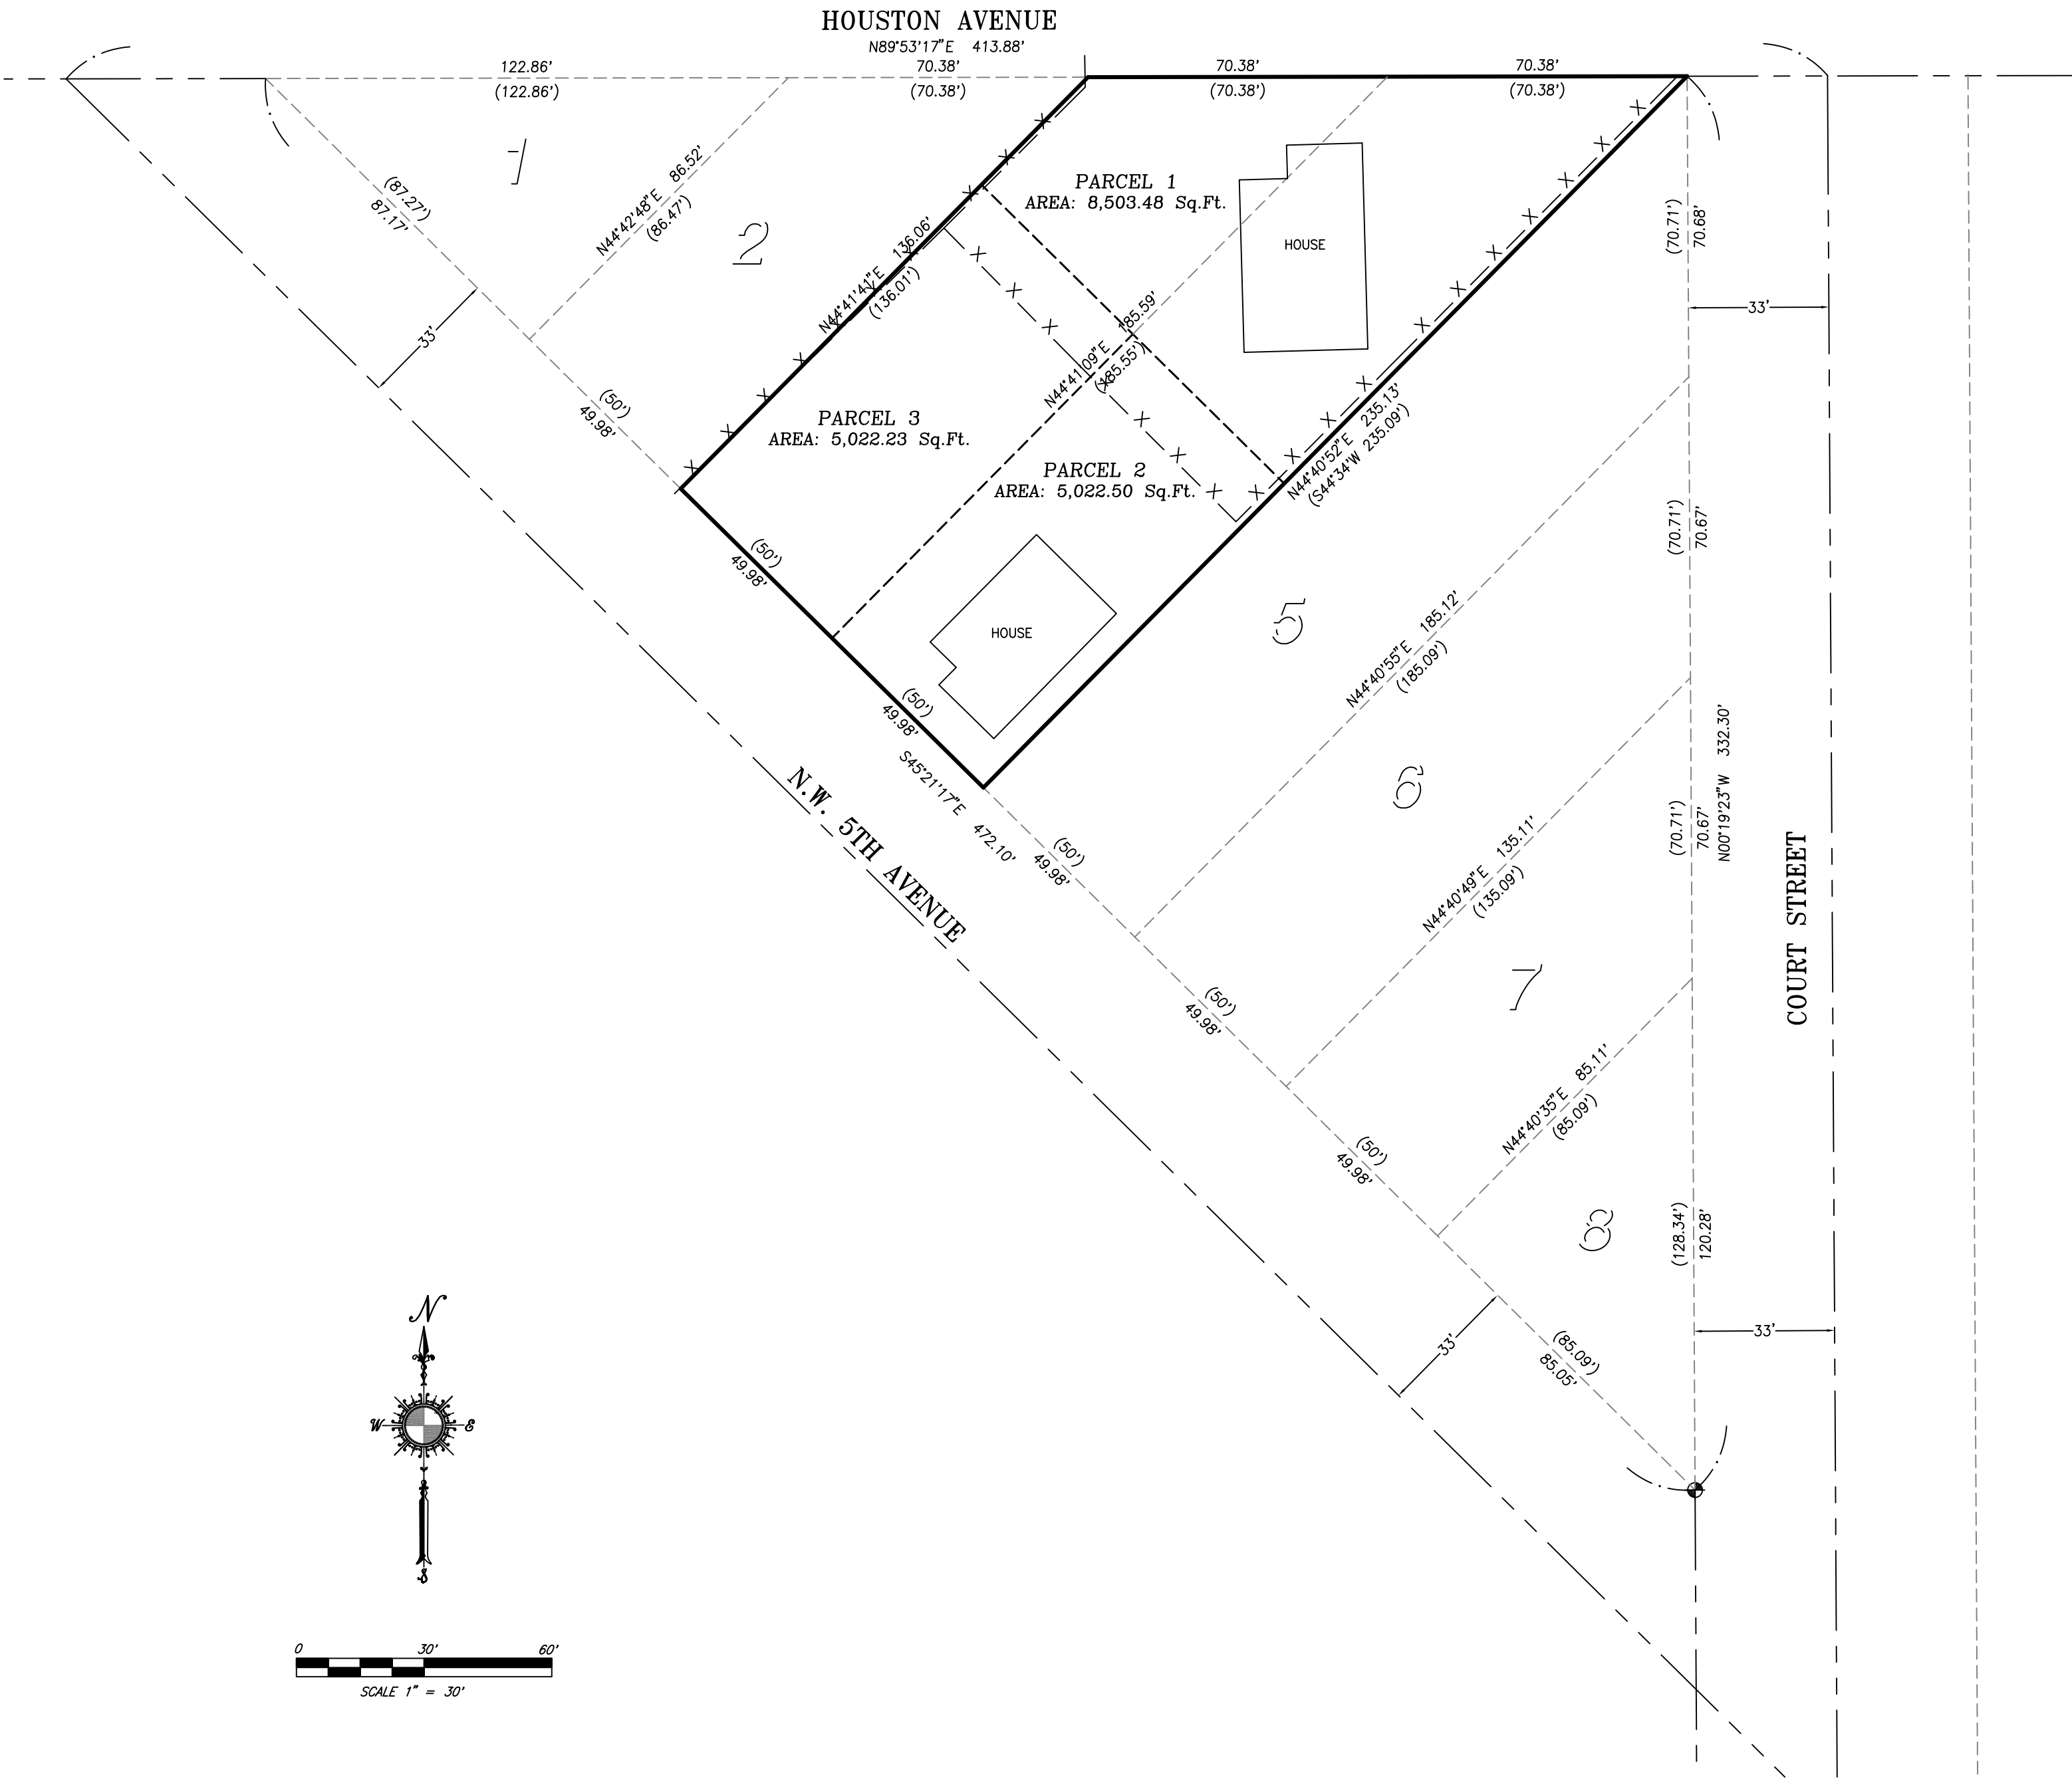 HOUSTON AVENUE
N89°53'17"E 413.88'
122.86'
(122.86')
70.38'
(70.38')
70.38'
(70.38')
70.38'
(70.38')
1
(87.27')
87.17'
N44°42'48"E 86.52'
(86.47')
2
33'
(50')
49.98'
N44°41'41"E 136.06'
(136.01')
PARCEL 1
AREA: 8,503.48 Sq.Ft.
HOUSE
(70.71')
70.68'
33'
N44°41'09"E 185.59'
(185.55')
PARCEL 3
AREA: 5,022.23 Sq.Ft.
PARCEL 2
AREA: 5,022.50 Sq.Ft.
N44°40'52"E 235.13'
(S44°34'W 235.09')
(50')
49.98'
HOUSE
(50')
49.98'
5
(70.71')
70.67'
N44°40'55"E 185.12'
(185.09')
S45°21'17"E 472.10'
N.W. 5TH AVENUE
(50')
49.98'
6
(70.71')
70.67'
N00°19'23"W 332.30'
COURT STREET
N44°40'49"E 135.11'
(135.09')
(50')
49.98'
7
N44°40'35"E 85.11'
(85.09')
(50')
49.98'
8
(128.34')
120.28'
33'
33'
(85.09')
85.05'
N
W E
S
0 30' 60'
SCALE 1" = 30'